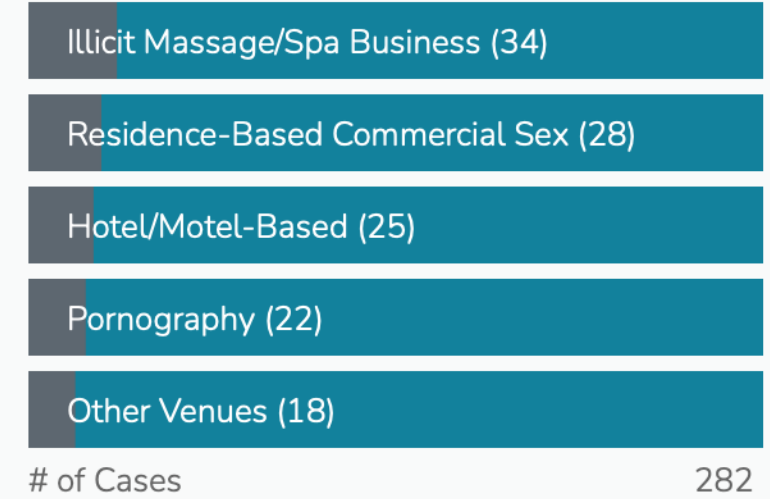 Illicit Massage/Spa Business (34)
Residence-Based Commercial Sex (28)
Hotel/Motel-Based (25)
Pornography (22)
Other Venues (18)
# of Cases 282